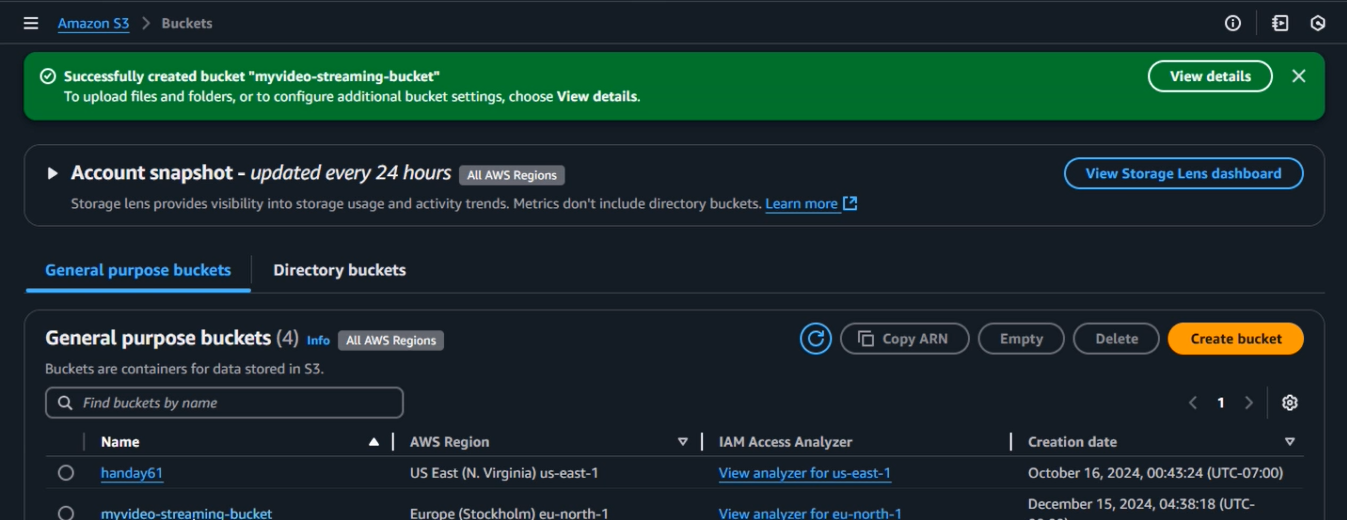 Amazon S3 > Buckets
Successfully created bucket "myvideo-streaming-bucket"
To upload files and folders, or to configure additional bucket settings, choose View details.
View details
Account snapshot - updated every 24 hours All AWS Regions
View Storage Lens dashboard
Storage lens provides visibility into storage usage and activity trends. Metrics don't include directory buckets. Learn more
General purpose buckets Directory buckets
General purpose buckets (4) Info All AWS Regions
Copy ARN Empty Delete Create bucket
Buckets are containers for data stored in S3.
Find buckets by name
1
Name AWS Region IAM Access Analyzer Creation date
handay61 US East (N. Virginia) us-east-1 View analyzer for us-east-1 October 16, 2024, 00:43:24 (UTC-07:00)
myvideo-streaming-bucket Europe (Stockholm) eu-north-1 View analyzer for eu-north-1 December 15, 2024, 04:38:18 (UTC-